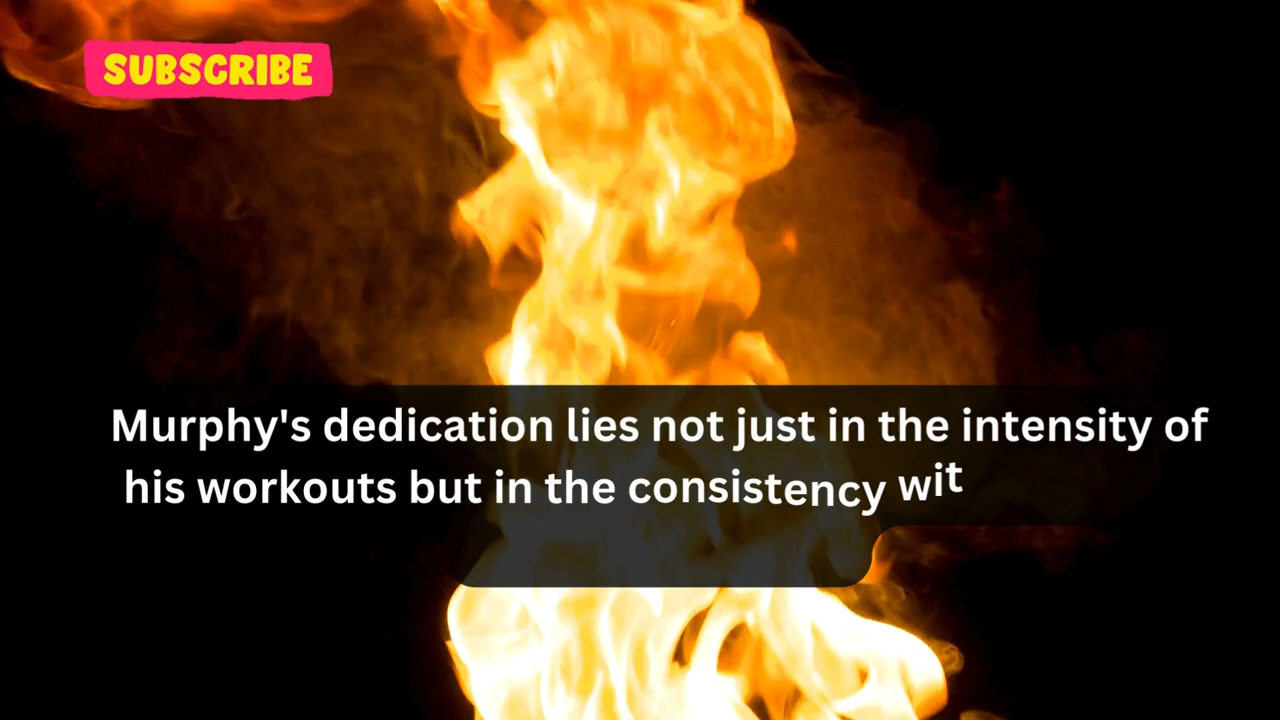 SUBSCRIBE
Murphy's dedication lies not just in the intensity of
his workouts but in the consistency wit